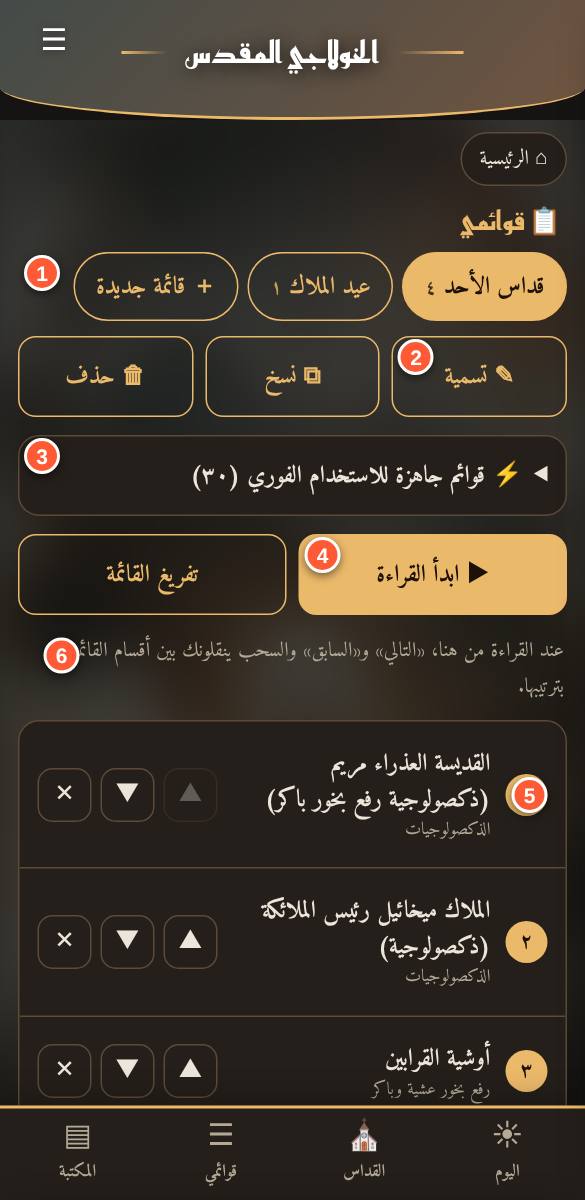 الخولاجي المقدس
الرئيسية
قوائمي
قداس الأحد ٤
عيد الملاك ١
+ قائمة جديدة
1
تسمية
2
نسخ
حذف
قوائم جاهزة للاستخدام الفوري (٣٠)
3
ابدأ القراءة
4
تفريغ القائمة
عند القراءة من هنا، «التالي» و«السابق» والسحب ينقلونك بين أقسام
6
بترتيبها.
5
القديسة العذراء مريم
(ذكصولوجية رفع بخور باكر)
الذكصولوجيات
٢
الملاك ميخائيل رئيس الملائكة
(ذكصولوجية)
الذكصولوجيات
٣
أوشية القرابين
رفع بخور عشية وباكر
اليوم
القداس
قوائمي
المكتبة